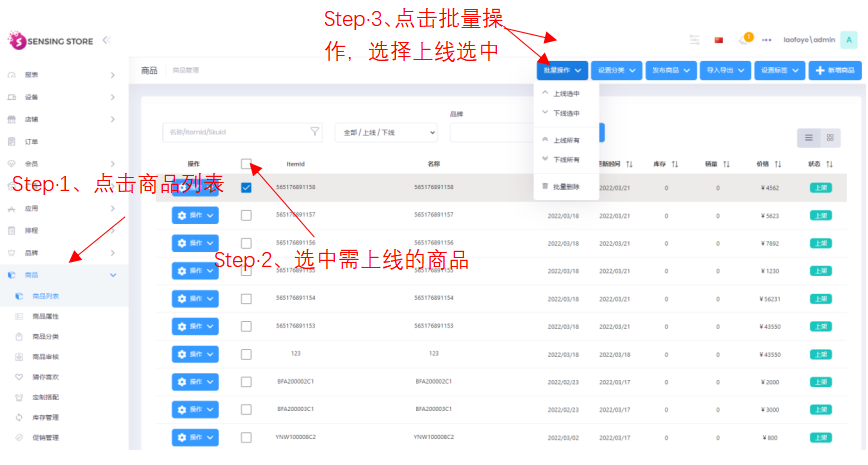 Step·3、点击批量操
作，选择上线选中
SENSING STORE
1
laofoye\admin
A
报表
商品
商品管理
批量操作
设置分类
发布商品
导入导出
设置标签
新增商品
设备
店铺
订单
会员
Step·1、点击商品列表
应用
排程
品牌
商品
商品列表
商品属性
商品分类
商品审核
猜你喜欢
定制搭配
库存管理
促销管理
上线选中
下线选中
上线所有
下线所有
批量删除
品牌
名称/ItemId/SkuId
全部 / 上线 / 下线
操作 ItemId 名称 更新时间 库存 销量 价格 状态
565176891158 565176891158 2022/03/21 0 0 ¥ 4562 上架
操作 565176891157 565176891157 2022/03/18 2022/03/21 0 0 ¥ 5623 上架
操作 565176891156 565176891156 2022/03/18 2022/03/21 0 0 ¥ 7892 上架
Step·2、选中需上线的商品
操作 565176891155 565176891155 2022/03/18 2022/03/21 0 0 ¥ 1230 上架
操作 565176891154 565176891154 2022/03/18 2022/03/21 0 0 ¥ 56231 上架
操作 565176891153 565176891153 2022/03/18 2022/03/21 0 0 ¥ 43550 上架
操作 123 123 2022/03/18 2022/03/18 0 0 ¥ 43550 上架
操作 BFA200002C1 BFA200002C1 2022/02/23 2022/03/17 0 0 ¥ 2000 上架
操作 BFA200003C1 BFA200003C1 2022/02/23 2022/03/17 0 0 ¥ 3000 上架
操作 YNW100008C2 YNW100008C2 2022/03/02 2022/03/17 0 0 ¥ 800 上架